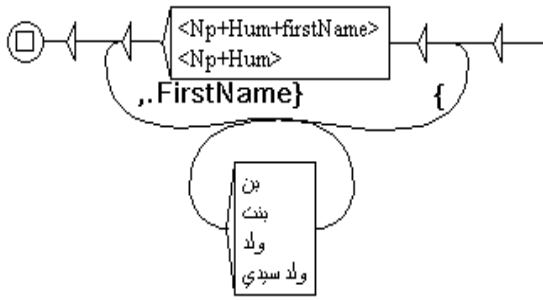 <Np+Hum+firstName>
<Np+Hum>
,.FirstName} {
بن
بنت
ولد
ولد سيدي